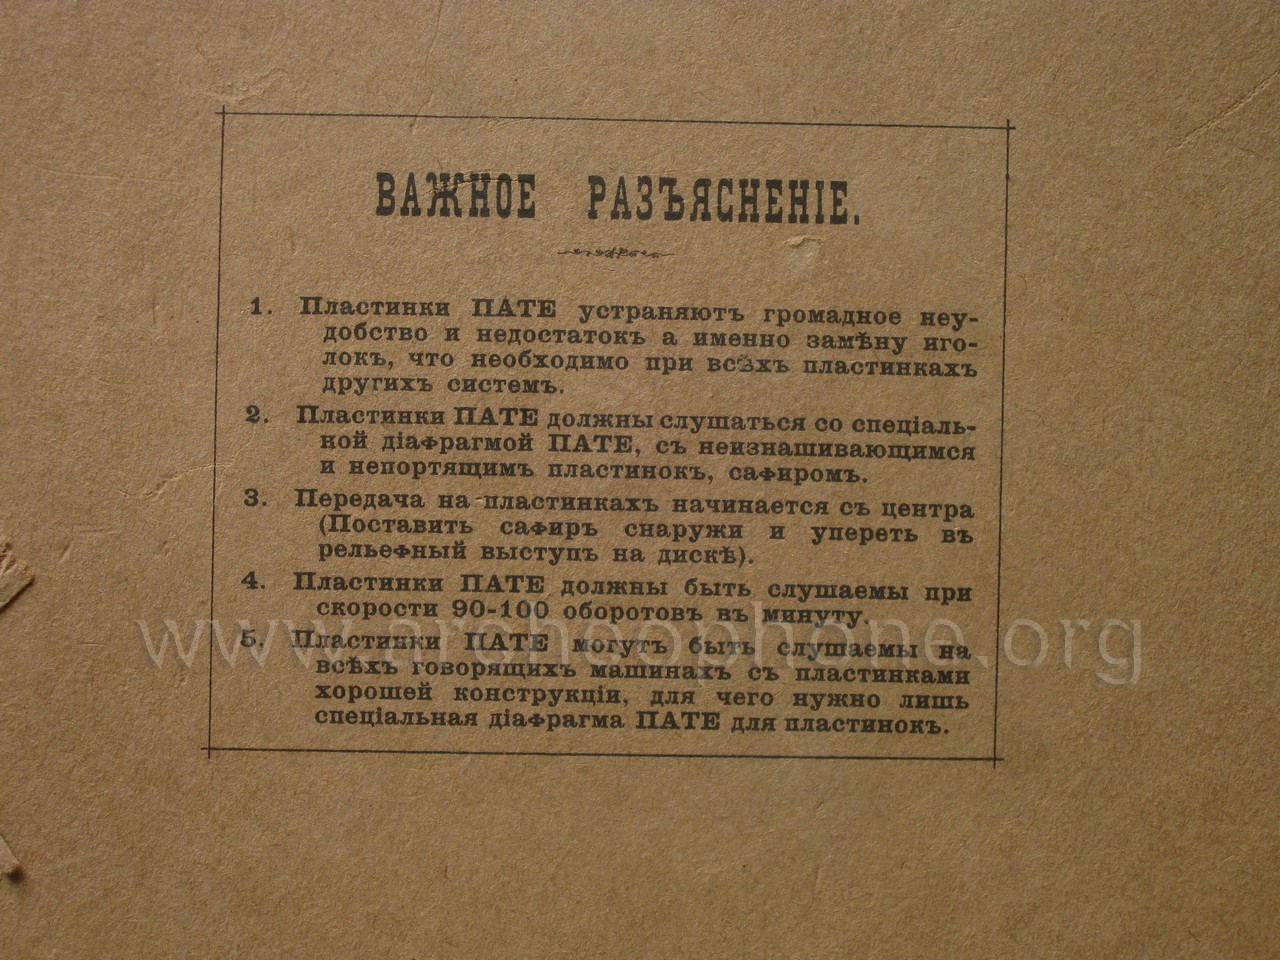 ВАЖНОЕ РАЗЪЯСНЕНІЕ.
1. Пластинки ПАТЕ устраняютъ громадное неу-
добство и недостатокъ а именно замѣну иго-
локъ, что необходимо при всѣхъ пластинкахъ
другихъ системъ.
2. Пластинки ПАТЕ должны слушаться со спеціаль-
ной діафрагмой ПАТЕ, съ неизнашивающимся
и непортящимъ пластинокъ, сафиромъ.
3. Передача на пластинкахъ начинается съ центра
(Поставить сафиръ снаружи и упереть въ
рельефный выступъ на дискѣ).
4. Пластинки ПАТЕ должны быть слушаемы при
скорости 90-100 оборотовъ въ минуту.
5. Пластинки ПАТЕ могутъ быть слушаемы на
всѣхъ говорящихъ машинахъ съ пластинками
хорошей конструкціи, для чего нужно лишь
спеціальная діафрагма ПАТЕ для пластинокъ.
www.archeophone.org